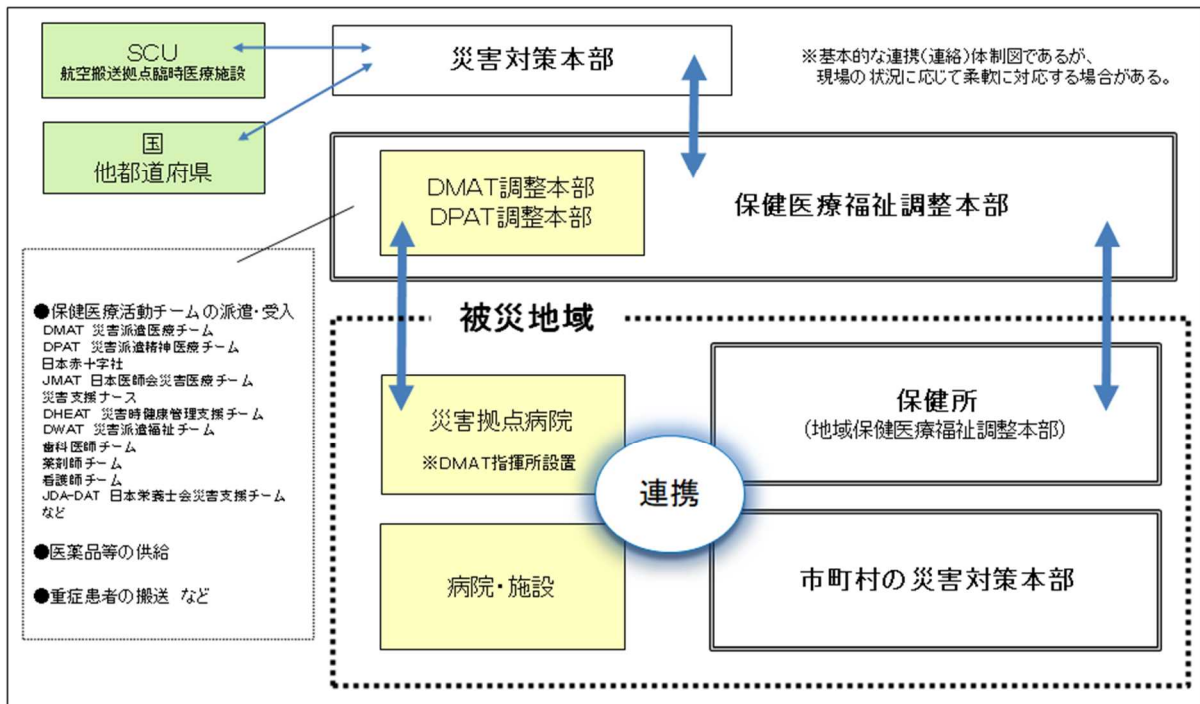 SCU
航空搬送拠点臨時医療施設
災害対策本部
※基本的な連携(連絡)体制図であるが、
現場の状況に応じて柔軟に対応する場合がある。
国
他都道府県
DMAT調整本部
DPAT調整本部
保健医療福祉調整本部
●保健医療活動チームの派遣・受入
DMAT 災害派遣医療チーム
DPAT 災害派遣精神医療チーム
日本赤十字社
JMAT 日本医師会災害医療チーム
災害支援ナース
DHEAT 災害時健康管理支援チーム
DWAT 災害派遣福祉チーム
歯科医師チーム
薬剤師チーム
看護師チーム
JDA-DAT 日本栄養士会災害支援チーム
など
●医薬品等の供給
●重症患者の搬送 など
被災地域
災害拠点病院
※DMAT指揮所設置
保健所
(地域保健医療福祉調整本部)
連携
病院・施設
市町村の災害対策本部